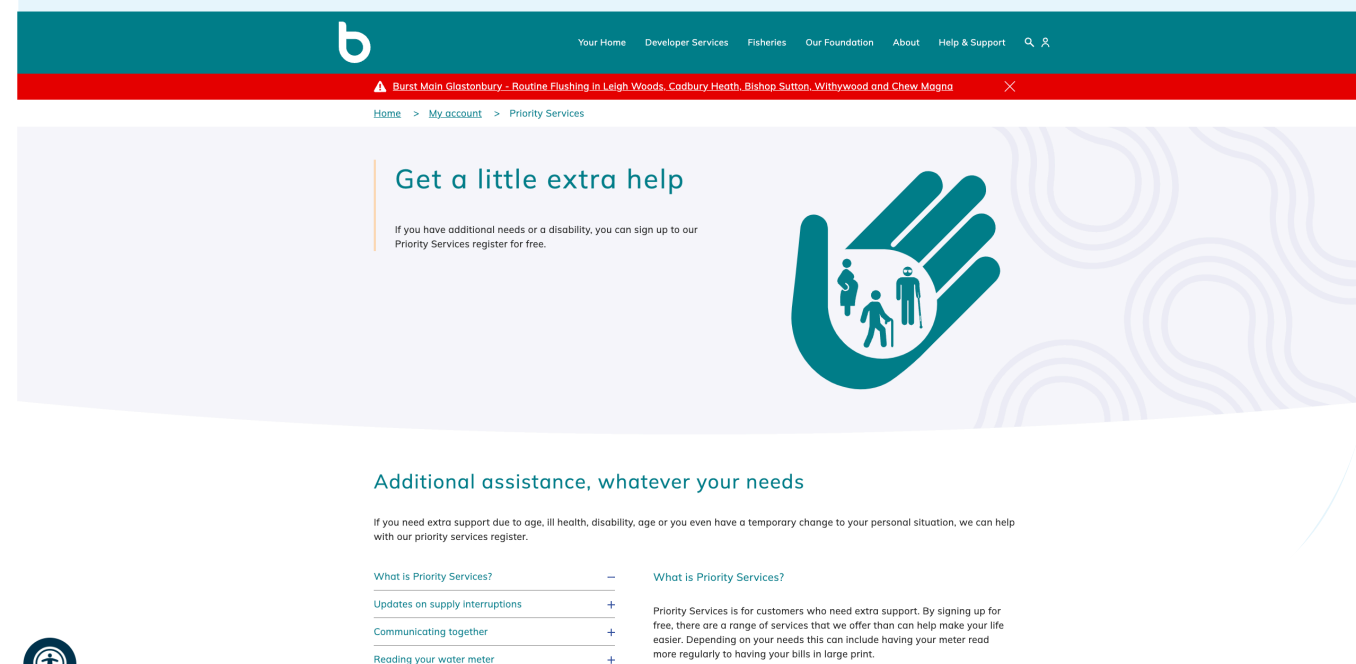 b
Your Home Developer Services Fisheries Our Foundation About Help & Support
Burst Main Glastonbury - Routine Flushing in Leigh Woods, Cadbury Heath, Bishop Sutton, Withywood and Chew Magna
Home > My account > Priority Services
Get a little extra help
If you have additional needs or a disability, you can sign up to our
Priority Services register for free.
Additional assistance, whatever your needs
If you need extra support due to age, ill health, disability, age or you even have a temporary change to your personal situation, we can help
with our priority services register.
What is Priority Services? −
Updates on supply interruptions +
Communicating together +
Reading your water meter +
What is Priority Services?
Priority Services is for customers who need extra support. By signing up for
free, there are a range of services that we offer than can help make your life
easier. Depending on your needs this can include having your meter read
more regularly to having your bills in large print.